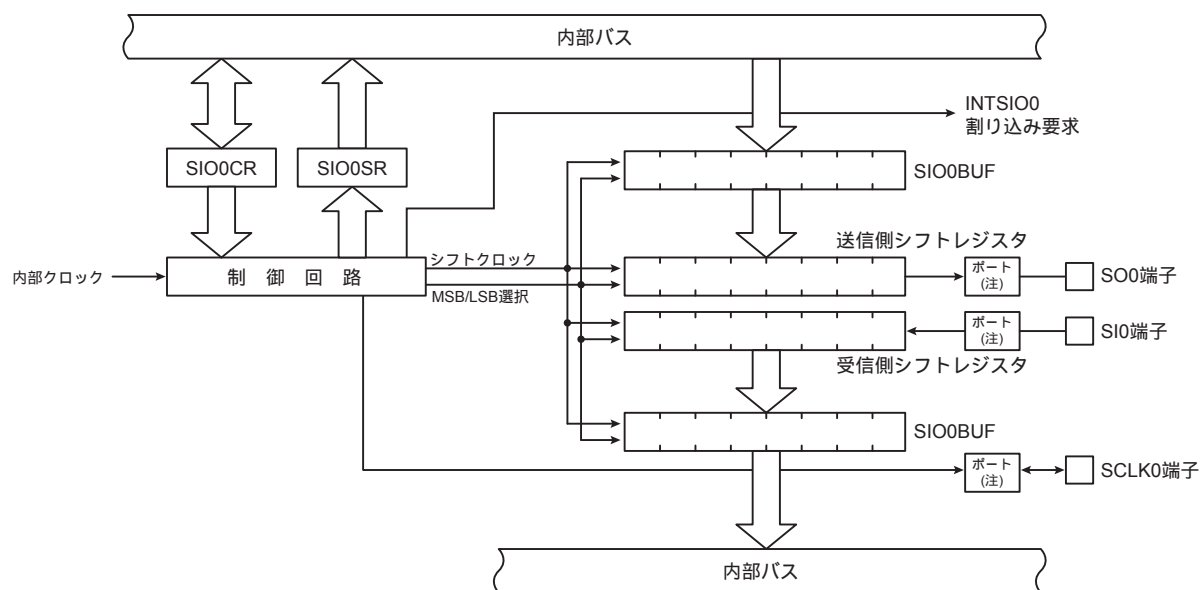 内部バス
INTSIO0
割り込み要求
SIO0CR
SIO0SR
SIO0BUF
送信側シフトレジスタ
内部クロック
制 御 回 路
シフトクロック
MSB/LSB選択
ポート
(注)
SO0端子
ポート
(注)
SI0端子
受信側シフトレジスタ
SIO0BUF
ポート
(注)
SCLK0端子
内部バス